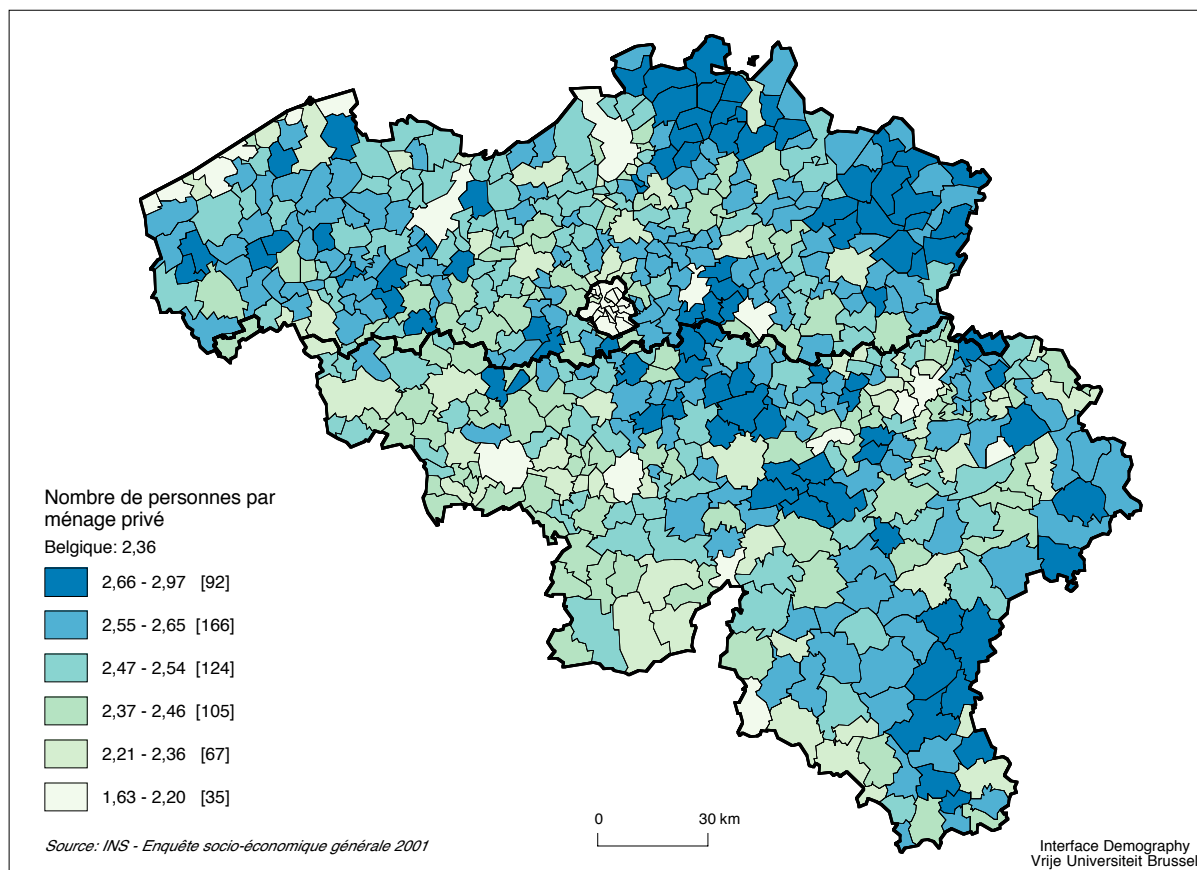 Nombre de personnes par
ménage privé
Belgique: 2,36
2,66 - 2,97 [92]
2,55 - 2,65 [166]
2,47 - 2,54 [124]
2,37 - 2,46 [105]
2,21 - 2,36 [67]
1,63 - 2,20 [35]
0 30 km
Source: INS - Enquête socio-économique générale 2001
Interface Demography
Vrije Universiteit Brussel